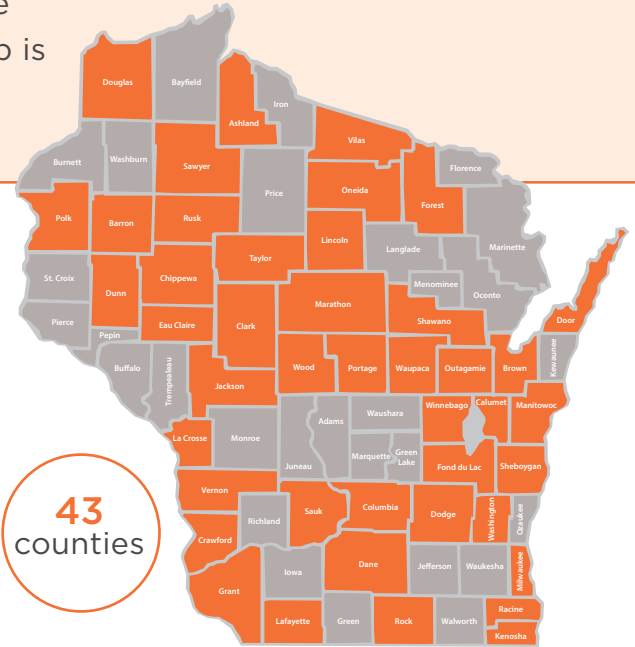 e
o is
Douglas
Bayfield
Iron
Ashland
Vilas
Florence
Burnett
Washburn
Sawyer
Price
Oneida
Forest
Marinette
Polk
Barron
Rusk
Lincoln
Langlade
Taylor
Menominee
Oconto
St. Croix
Dunn
Chippewa
Marathon
Shawano
Door
Pierce
Pepin
Eau Claire
Clark
Buffalo
Trempealeau
Jackson
Wood
Portage
Waupaca
Outagamie
Brown
Kewaunee
La Crosse
Monroe
Juneau
Adams
Waushara
Winnebago
Calumet
Manitowoc
Marquette
Green
Lake
Fond du Lac
Sheboygan
Vernon
Richland
Sauk
Columbia
Dodge
Washington
Ozaukee
43
counties
Crawford
Iowa
Dane
Jefferson
Waukesha
Milwaukee
Grant
Lafayette
Green
Rock
Walworth
Racine
Kenosha